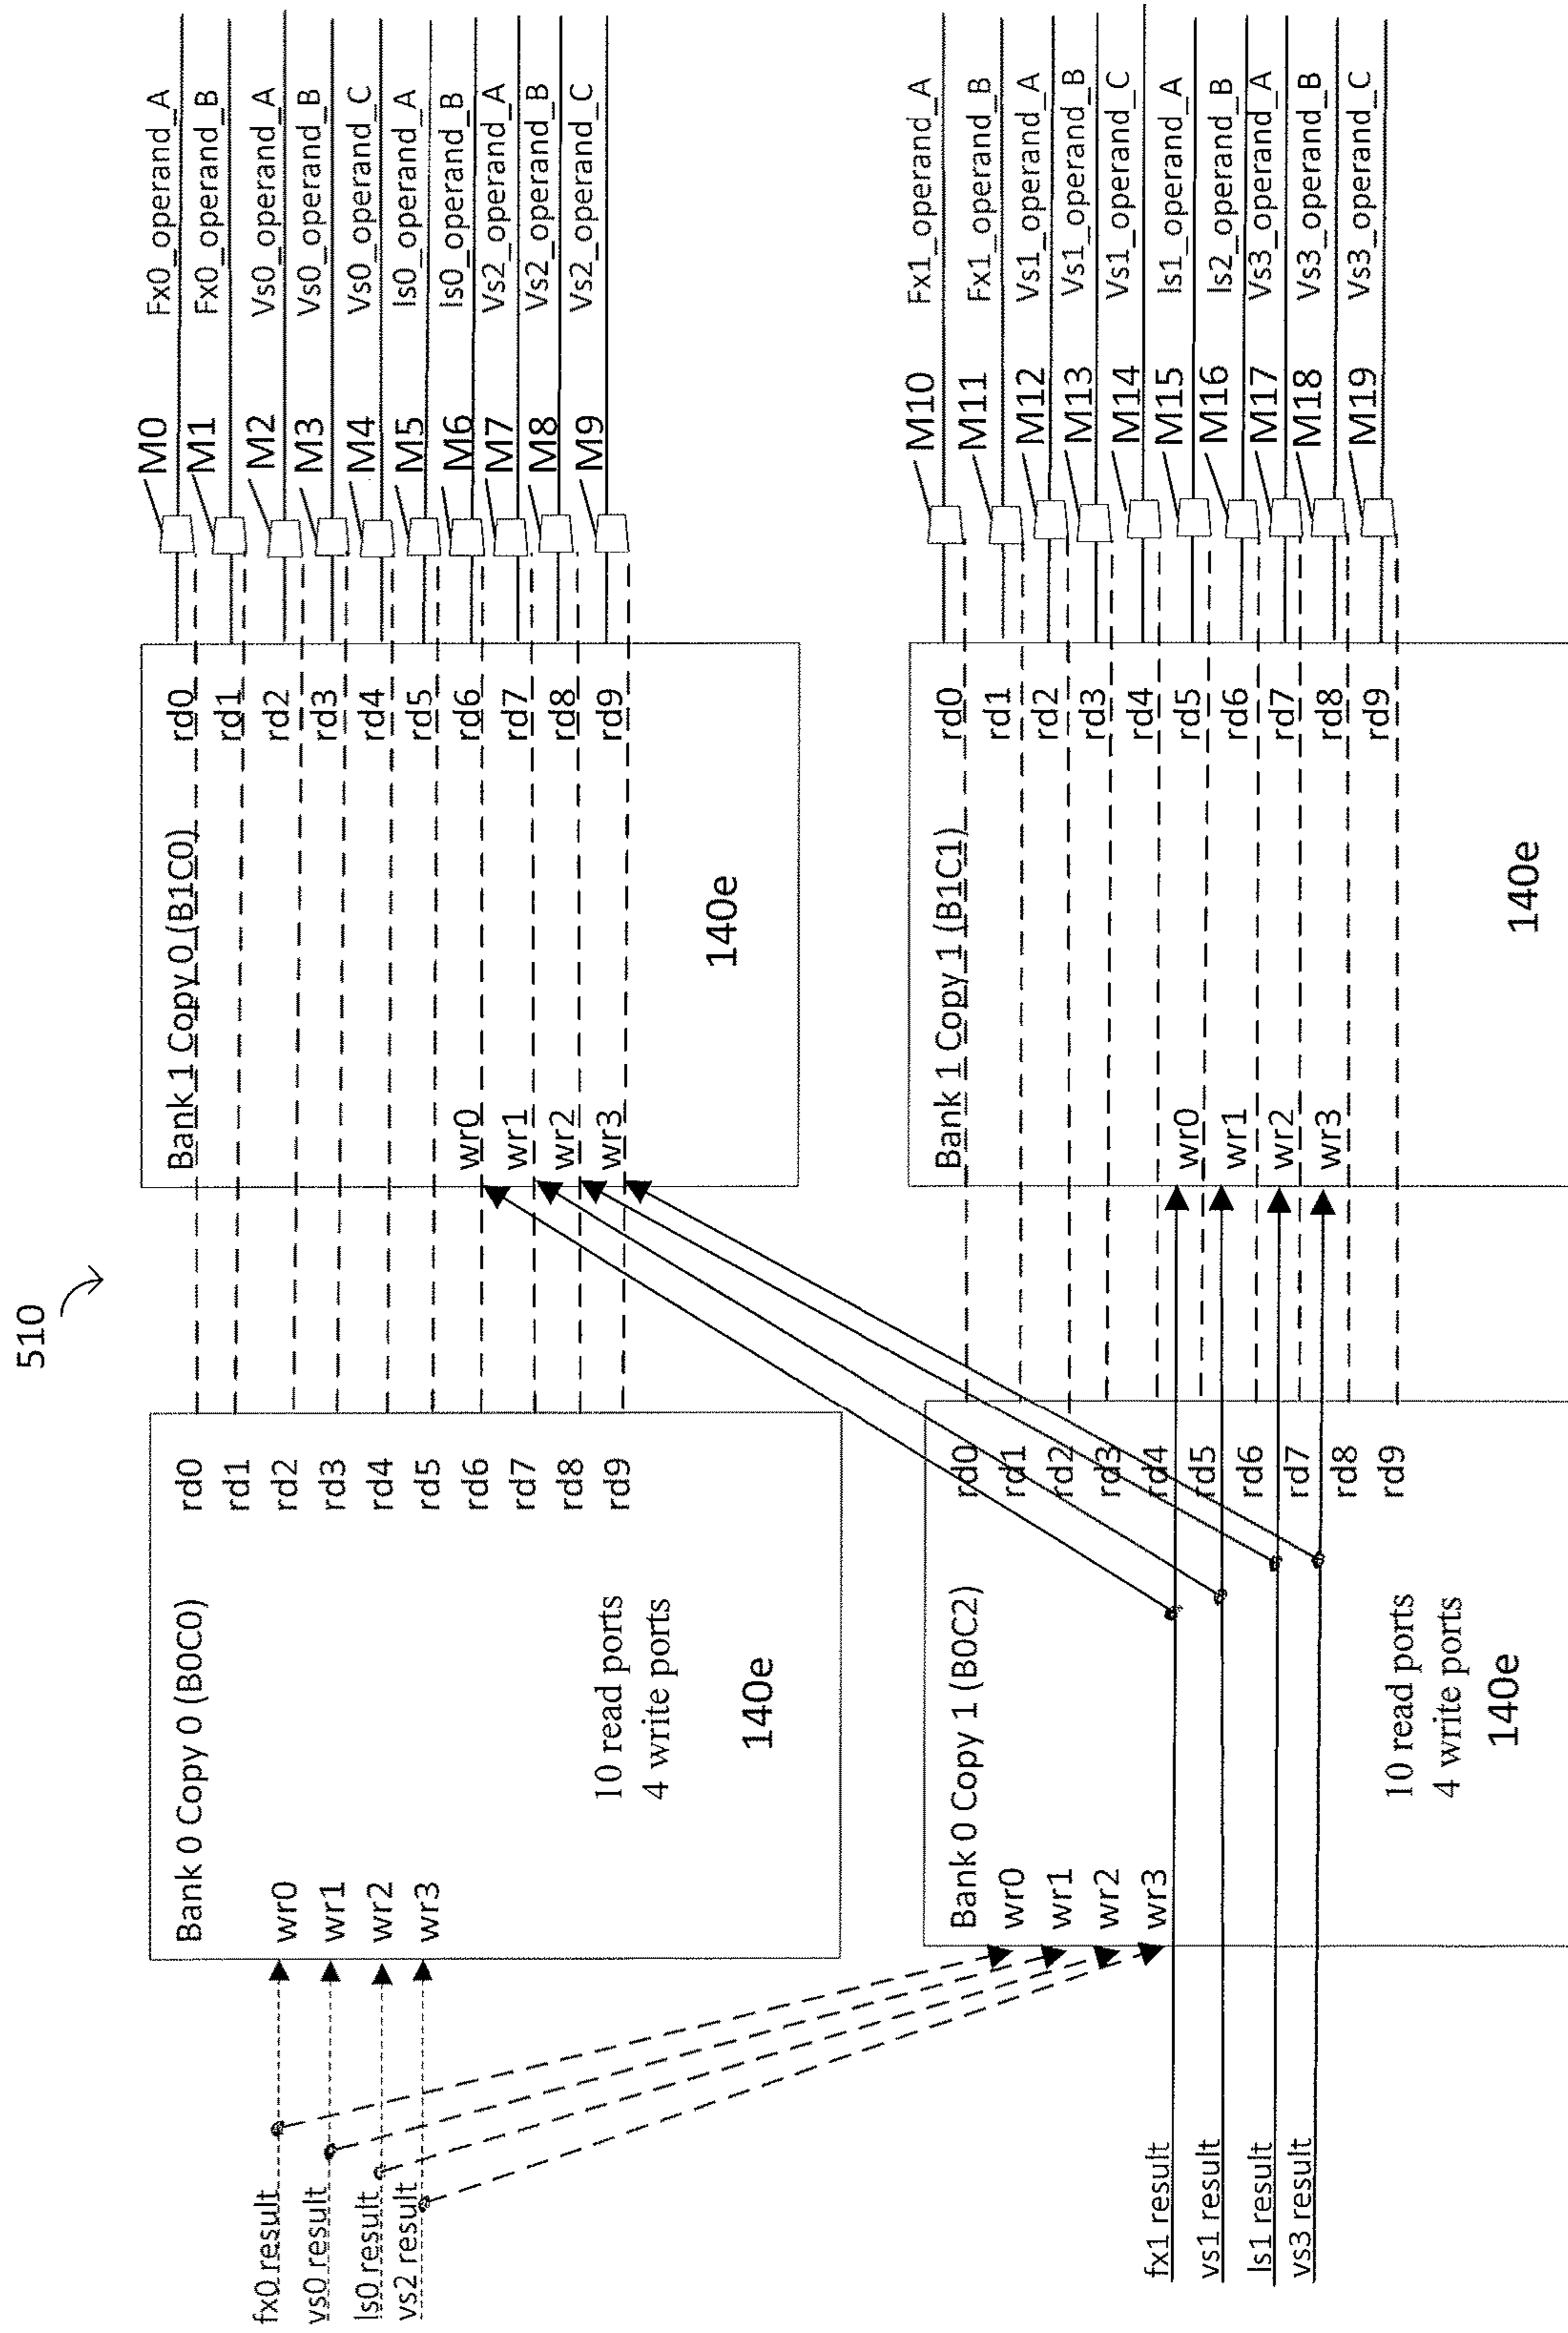 510
fx0 result
vs0 result
ls0 result
vs2 result
Bank 0 Copy 0 (B0C0)
wr0
wr1
wr2
wr3
rd0
rd1
rd2
rd3
rd4
rd5
rd6
rd7
rd8
rd9
10 read ports
4 write ports
140e
Bank 1 Copy 0 (B1C0)
wr0
wr1
wr2
wr3
rd0
rd1
rd2
rd3
rd4
rd5
rd6
rd7
rd8
rd9
140e
M0 Fx0_operand_A
M1 Fx0_operand_B
M2 Vs0_operand_A
M3 Vs0_operand_B
M4 Vs0_operand_C
M5 ls0_operand_A
M6 ls0_operand_B
M7 Vs2_operand_A
M8 Vs2_operand_B
M9 Vs2_operand_C
fx1 result
vs1 result
ls1 result
vs3 result
Bank 0 Copy 1 (B0C2)
wr0
wr1
wr2
wr3
rd0
rd1
rd2
rd3
rd4
rd5
rd6
rd7
rd8
rd9
10 read ports
4 write ports
140e
Bank 1 Copy 1 (B1C1)
wr0
wr1
wr2
wr3
rd0
rd1
rd2
rd3
rd4
rd5
rd6
rd7
rd8
rd9
140e
M10 Fx1_operand_A
M11 Fx1_operand_B
M12 Vs1_operand_A
M13 Vs1_operand_B
M14 Vs1_operand_C
M15 ls1_operand_A
M16 ls2_operand_B
M17 Vs3_operand_A
M18 Vs3_operand_B
M19 Vs3_operand_C